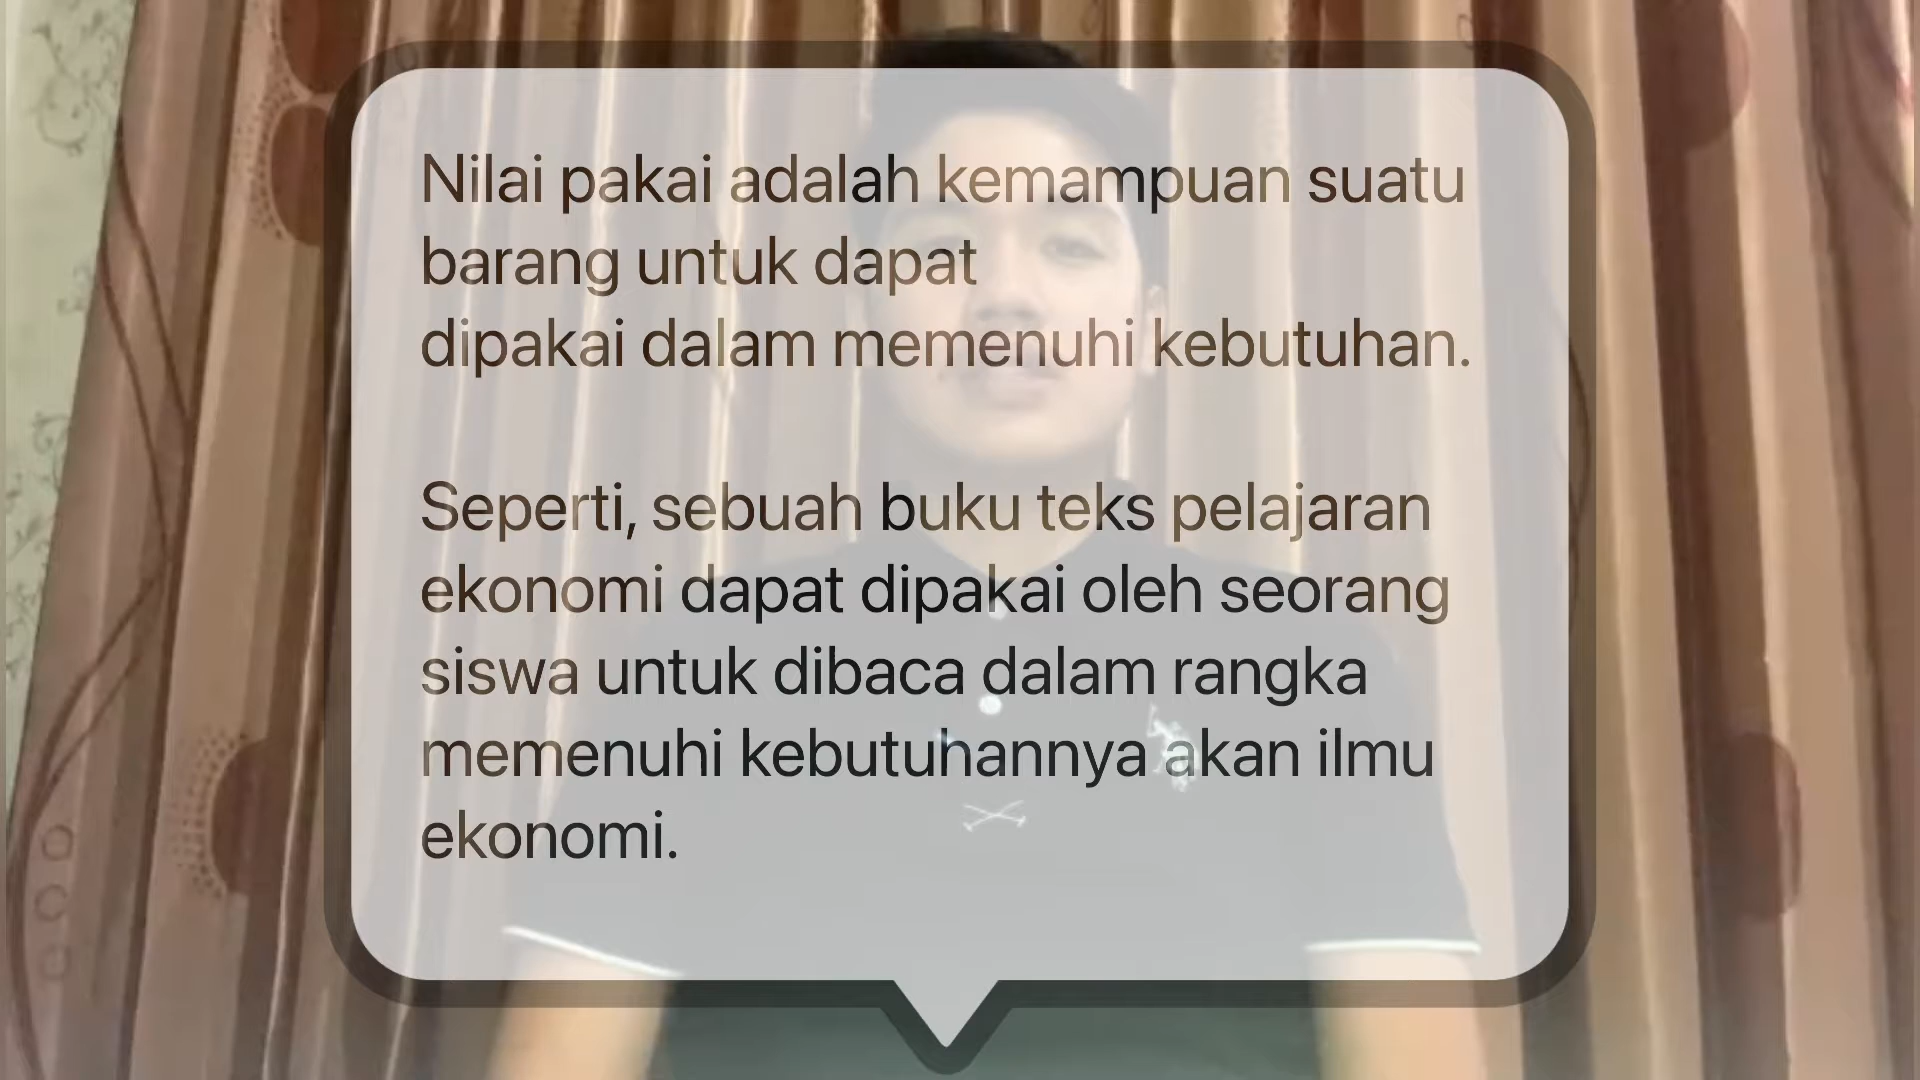 Nilai pakai adalah kemampuan suatu
barang untuk dapat
dipakai dalam memenuhi kebutuhan.
Seperti, sebuah buku teks pelajaran
ekonomi dapat dipakai oleh seorang
siswa untuk dibaca dalam rangka
memenuhi kebutuhannya akan ilmu
ekonomi.